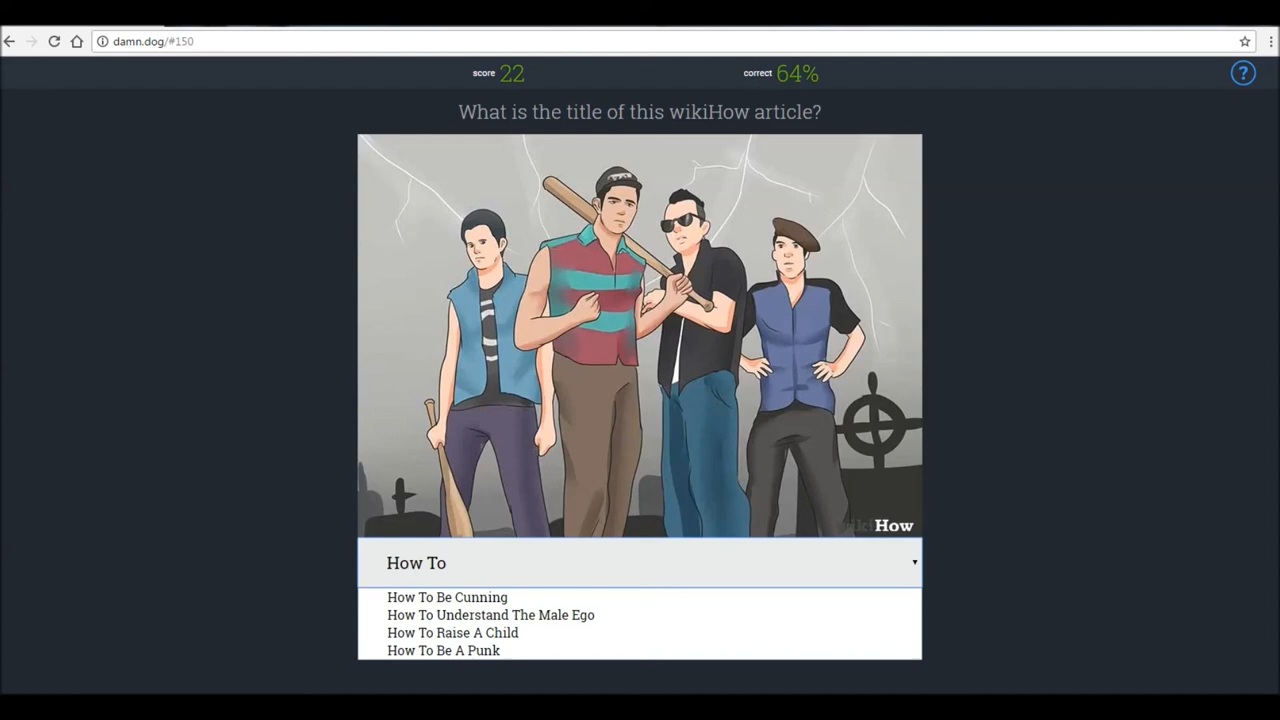 damn.dog/#150
score 22 correct 64%
?
What is the title of this wikiHow article?
wikiHow
How To
How To Be Cunning
How To Understand The Male Ego
How To Raise A Child
How To Be A Punk